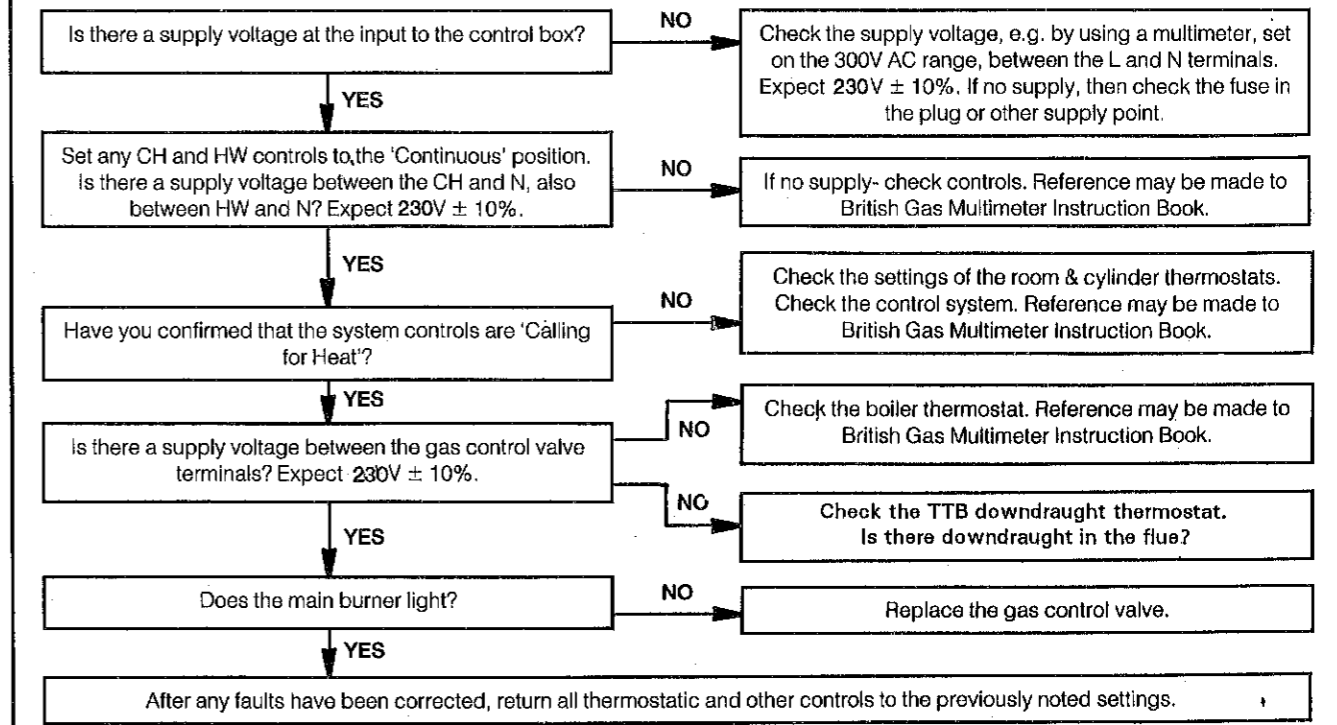 Is there a supply voltage at the input to the control box?
NO
Check the supply voltage, e.g. by using a multimeter, set
on the 300V AC range, between the L and N terminals.
Expect 230V ± 10%. If no supply, then check the fuse in
the plug or other supply point.
YES
Set any CH and HW controls to the 'Continuous' position.
Is there a supply voltage between the CH and N, also
between HW and N? Expect 230V ± 10%.
NO
If no supply- check controls. Reference may be made to
British Gas Multimeter Instruction Book.
YES
Have you confirmed that the system controls are 'Calling
for Heat'?
NO
Check the settings of the room & cylinder thermostats.
Check the control system. Reference may be made to
British Gas Multimeter Instruction Book.
YES
Is there a supply voltage between the gas control valve
terminals? Expect 230V ± 10%.
NO
Check the boiler thermostat. Reference may be made to
British Gas Multimeter Instruction Book.
NO
Check the TTB downdraught thermostat.
Is there downdraught in the flue?
YES
Does the main burner light?
NO
Replace the gas control valve.
YES
After any faults have been corrected, return all thermostatic and other controls to the previously noted settings.